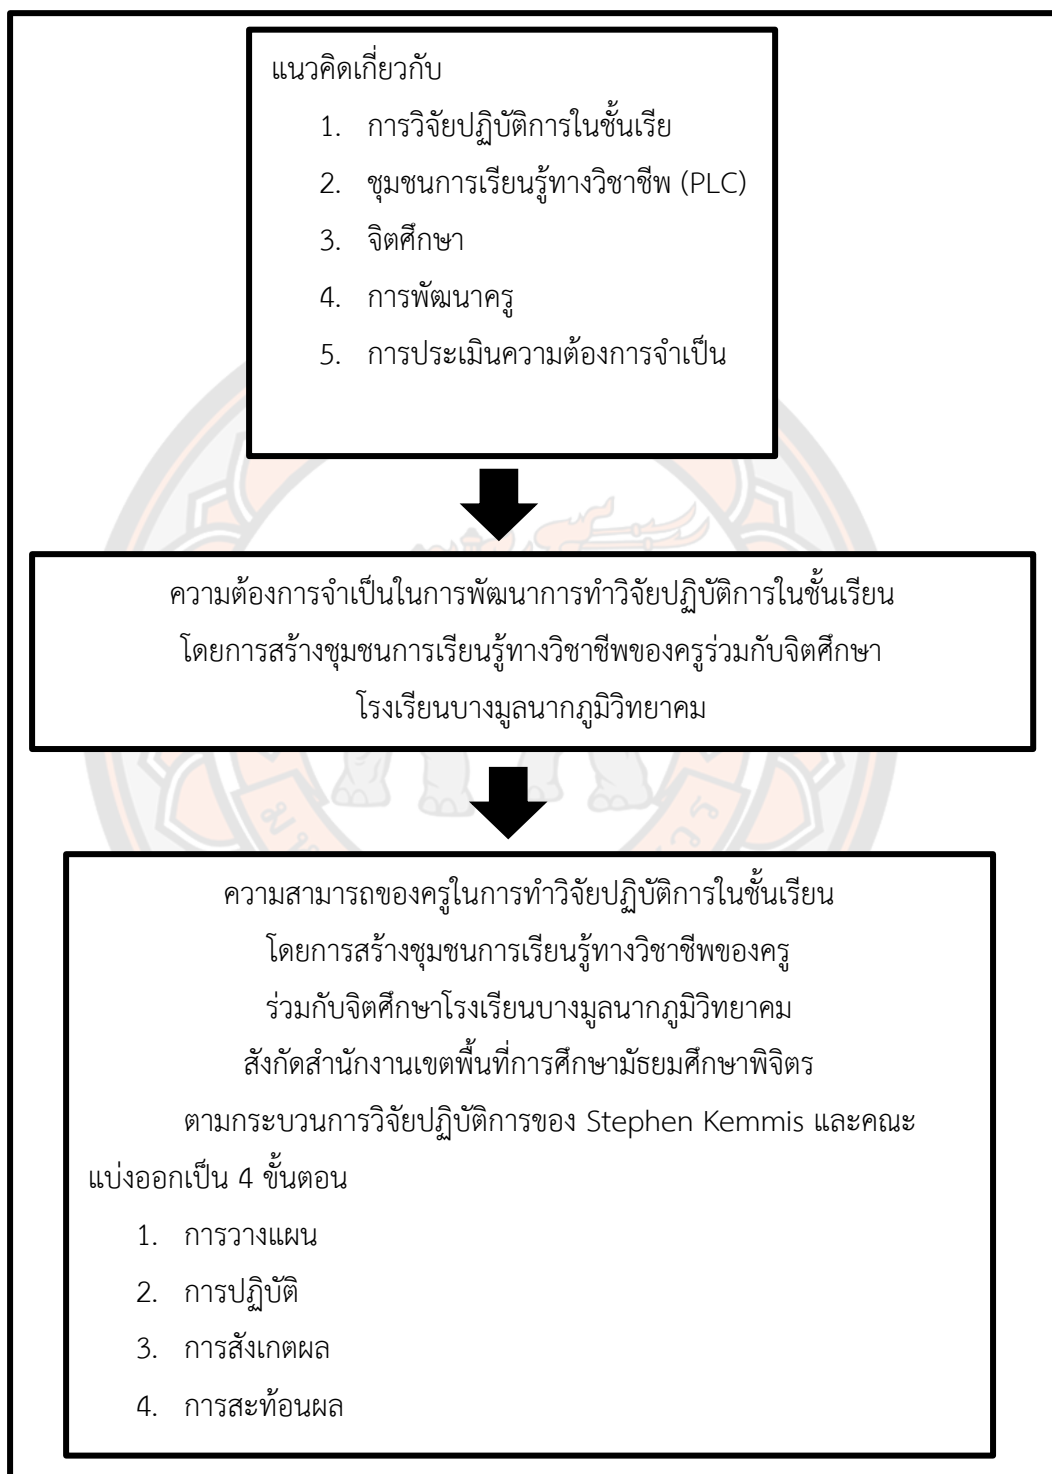 แนวคิดเกี่ยวกับ
1. การวิจัยปฏิบัติการในชั้นเรีย
2. ชุมชนการเรียนรู้ทางวิชาชีพ (PLC)
3. จิตศึกษา
4. การพัฒนาครู
5. การประเมินความต้องการจำเป็น
ความต้องการจำเป็นในการพัฒนาการทำวิจัยปฏิบัติการในชั้นเรียน
โดยการสร้างชุมชนการเรียนรู้ทางวิชาชีพของครูร่วมกับจิตศึกษา
โรงเรียนบางมูลนากภูมิวิทยาคม
ความสามารถของครูในการทำวิจัยปฏิบัติการในชั้นเรียน
โดยการสร้างชุมชนการเรียนรู้ทางวิชาชีพของครู
ร่วมกับจิตศึกษาโรงเรียนบางมูลนากภูมิวิทยาคม
สังกัดสำนักงานเขตพื้นที่การศึกษามัธยมศึกษาพิจิตร
ตามกระบวนการวิจัยปฏิบัติการของ Stephen Kemmis และคณะ
แบ่งออกเป็น 4 ขั้นตอน
1. การวางแผน
2. การปฏิบัติ
3. การสังเกตผล
4. การสะท้อนผล